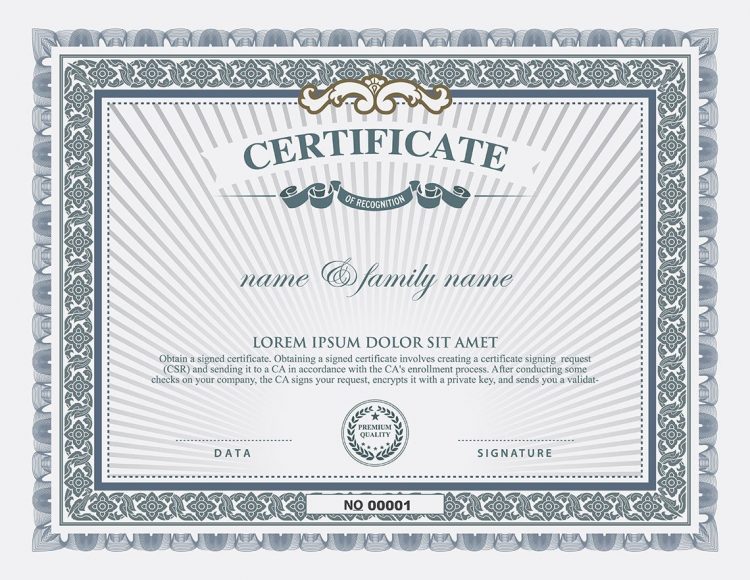 CERTIFICATE
OF RECOGNITION
name & family name
LOREM IPSUM DOLOR SIT AMET
Obtain a signed certificate. Obtaining a signed certificate involves creating a certificate signing request
(CSR) and sending it to a CA in accordance with the CA's enrollment process. After conducting some
checks on your company, the CA signs your request, encrypts it with a private key, and sends you a validat-
PREMIUM
QUALITY
DATA
SIGNATURE
NO 00001